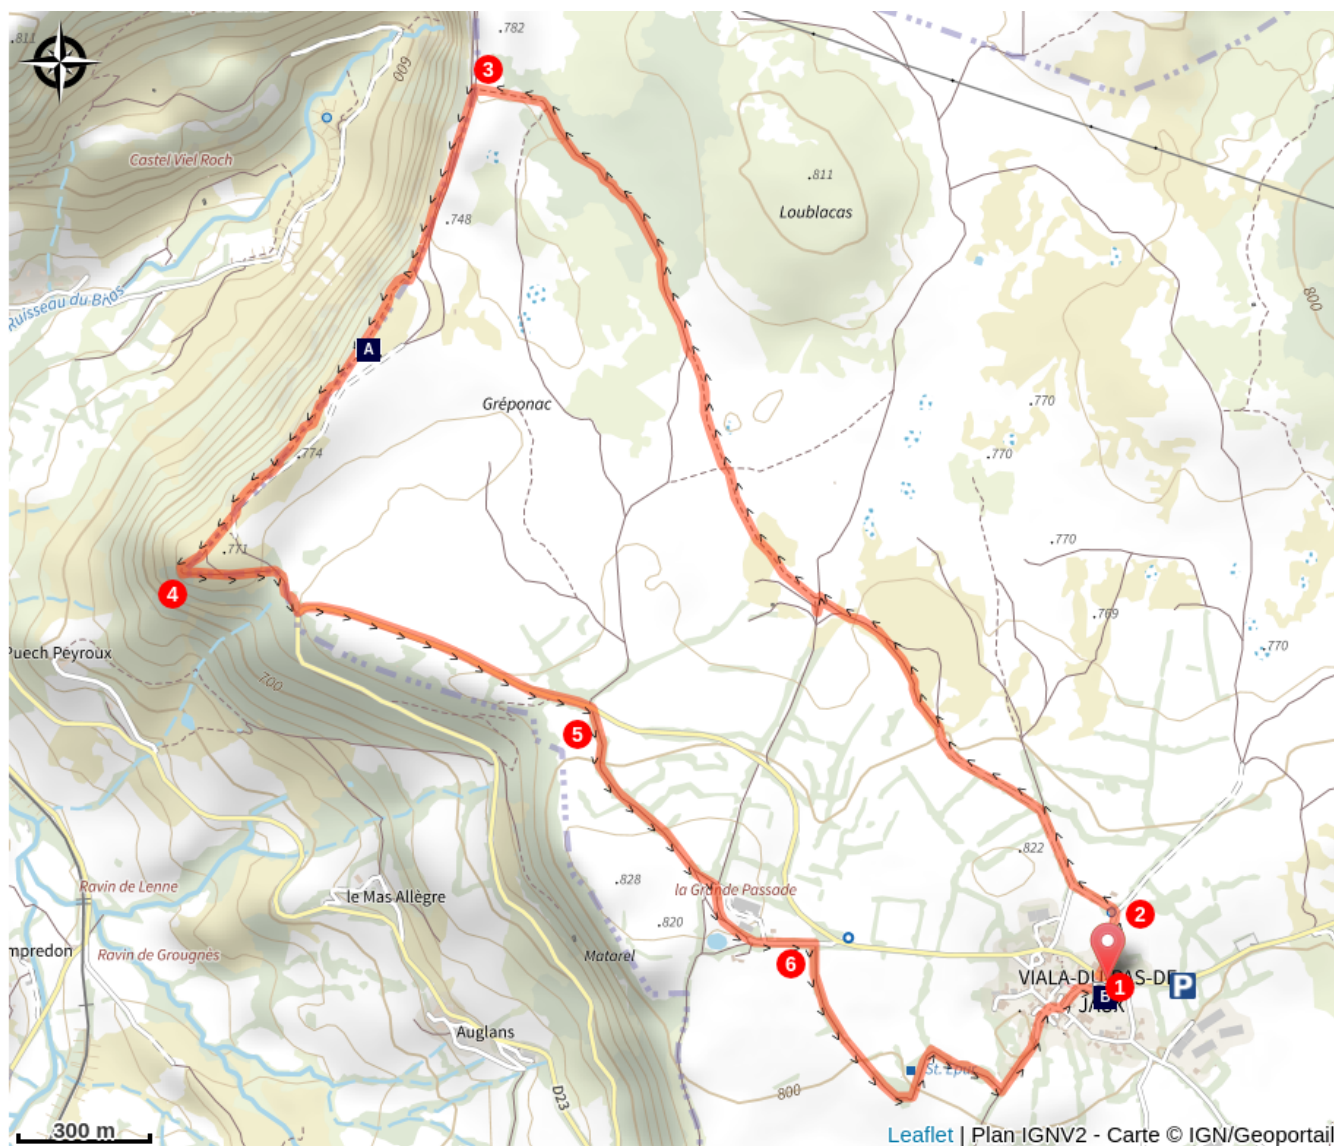 .811
.782
3
600
Castel Viel Roch
.811
Loublacas
.748
Ruisseau du Brias
800
A
Gréponac
.770
.774
.770
.771
.770
4
.769
.770
Puech Peyroux
700
5
.822
.828
la Grande Passade
Ravin de Lenne
le Mas Allègre
.820
2
mpredon
Ravin de Grougnès
Matarel
6
VIALA-DU-PAS-DE-
JAUX
1
B
P
Auglans
800
D23
300 m
Leaflet | Plan IGNV2 - Carte © IGN/Geoportail